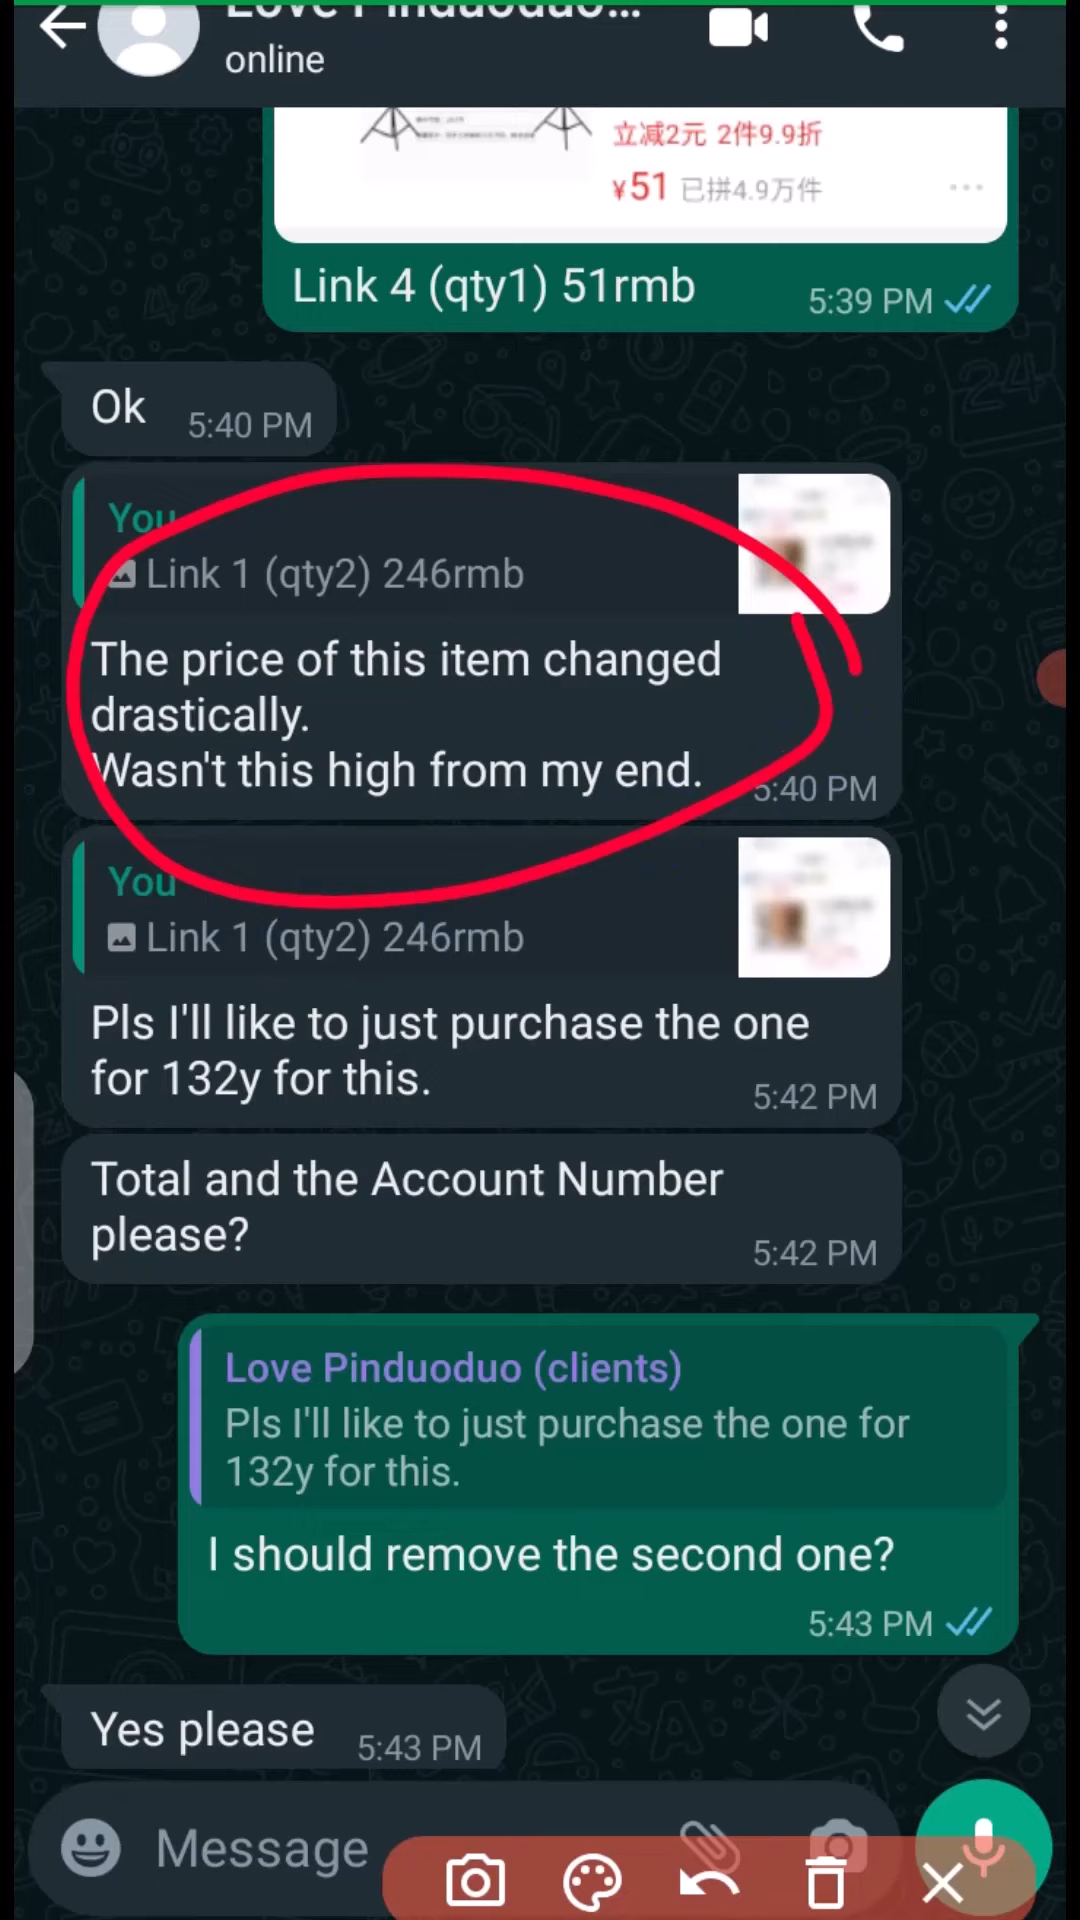 Love Pinduoduo...
online
立减2元 2件9.9折
¥51 已拼4.9万件
Link 4 (qty1) 51rmb
5:39 PM
Ok
5:40 PM
You
Link 1 (qty2) 246rmb
The price of this item changed
drastically.
Wasn't this high from my end.
5:40 PM
You
Link 1 (qty2) 246rmb
Pls I'll like to just purchase the one
for 132y for this.
5:42 PM
Total and the Account Number
please?
5:42 PM
Love Pinduoduo (clients)
Pls I'll like to just purchase the one for
132y for this.
I should remove the second one?
5:43 PM
Yes please
5:43 PM
Message